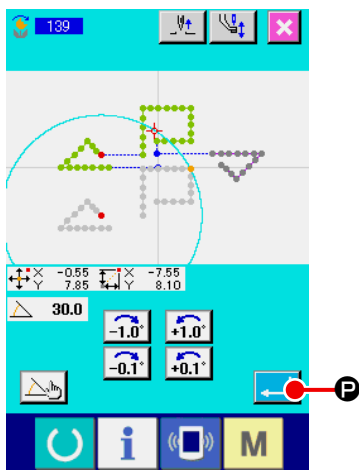 139
X -0.55 X -7.55
Y 7.85 Y 8.10
30.0
-1.0° +1.0°
-0.1° +0.1°
P
i M